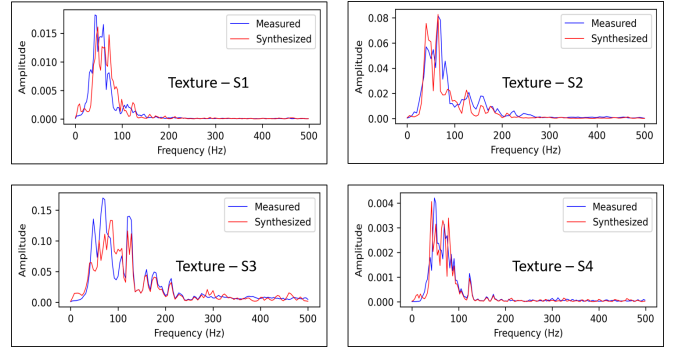 Amplitude
0.015
0.010
0.005
0.000
Measured
Synthesized
Texture – S1
0 100 200 300 400 500
Frequency (Hz)
Amplitude
0.08
0.06
0.04
0.02
0.00
Measured
Synthesized
Texture – S2
0 100 200 300 400 500
Frequency (Hz)
Amplitude
0.15
0.10
0.05
0.00
Measured
Synthesized
Texture – S3
0 100 200 300 400 500
Frequency (Hz)
Amplitude
0.004
0.003
0.002
0.001
0.000
Measured
Synthesized
Texture – S4
0 100 200 300 400 500
Frequency (Hz)